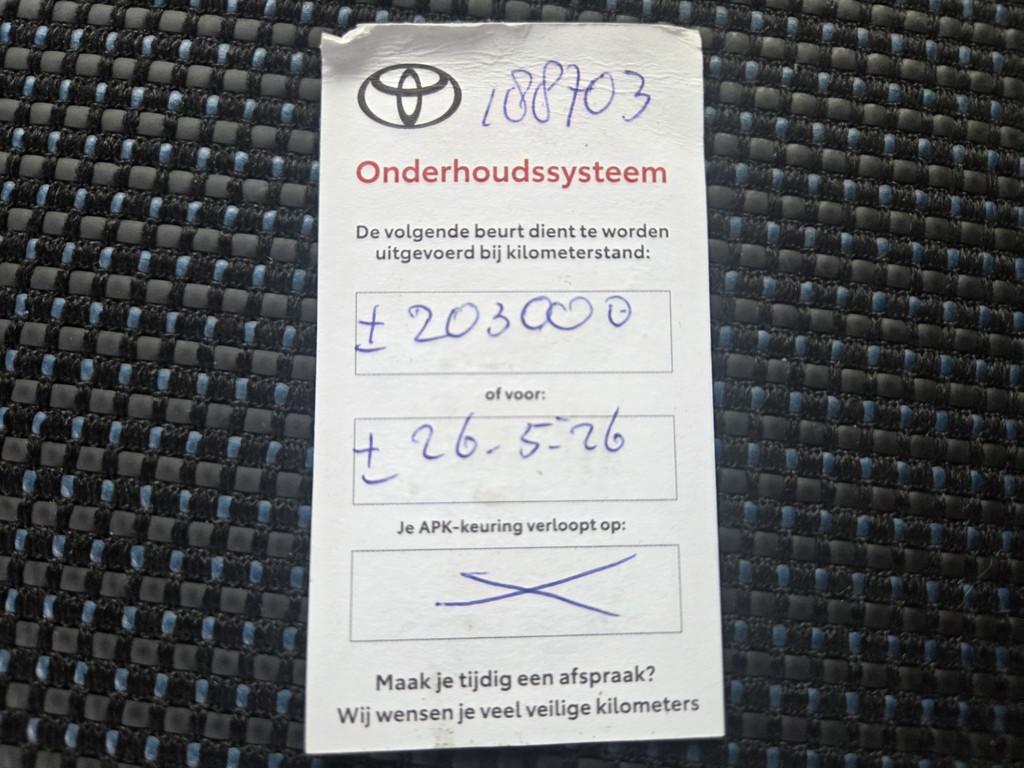 188703
Onderhoudssysteem
De volgende beurt dient te worden
uitgevoerd bij kilometerstand:
± 203000
of voor:
± 26-5-26
Je APK-keuring verloopt op:
Maak je tijdig een afspraak?
Wij wensen je veel veilige kilometers